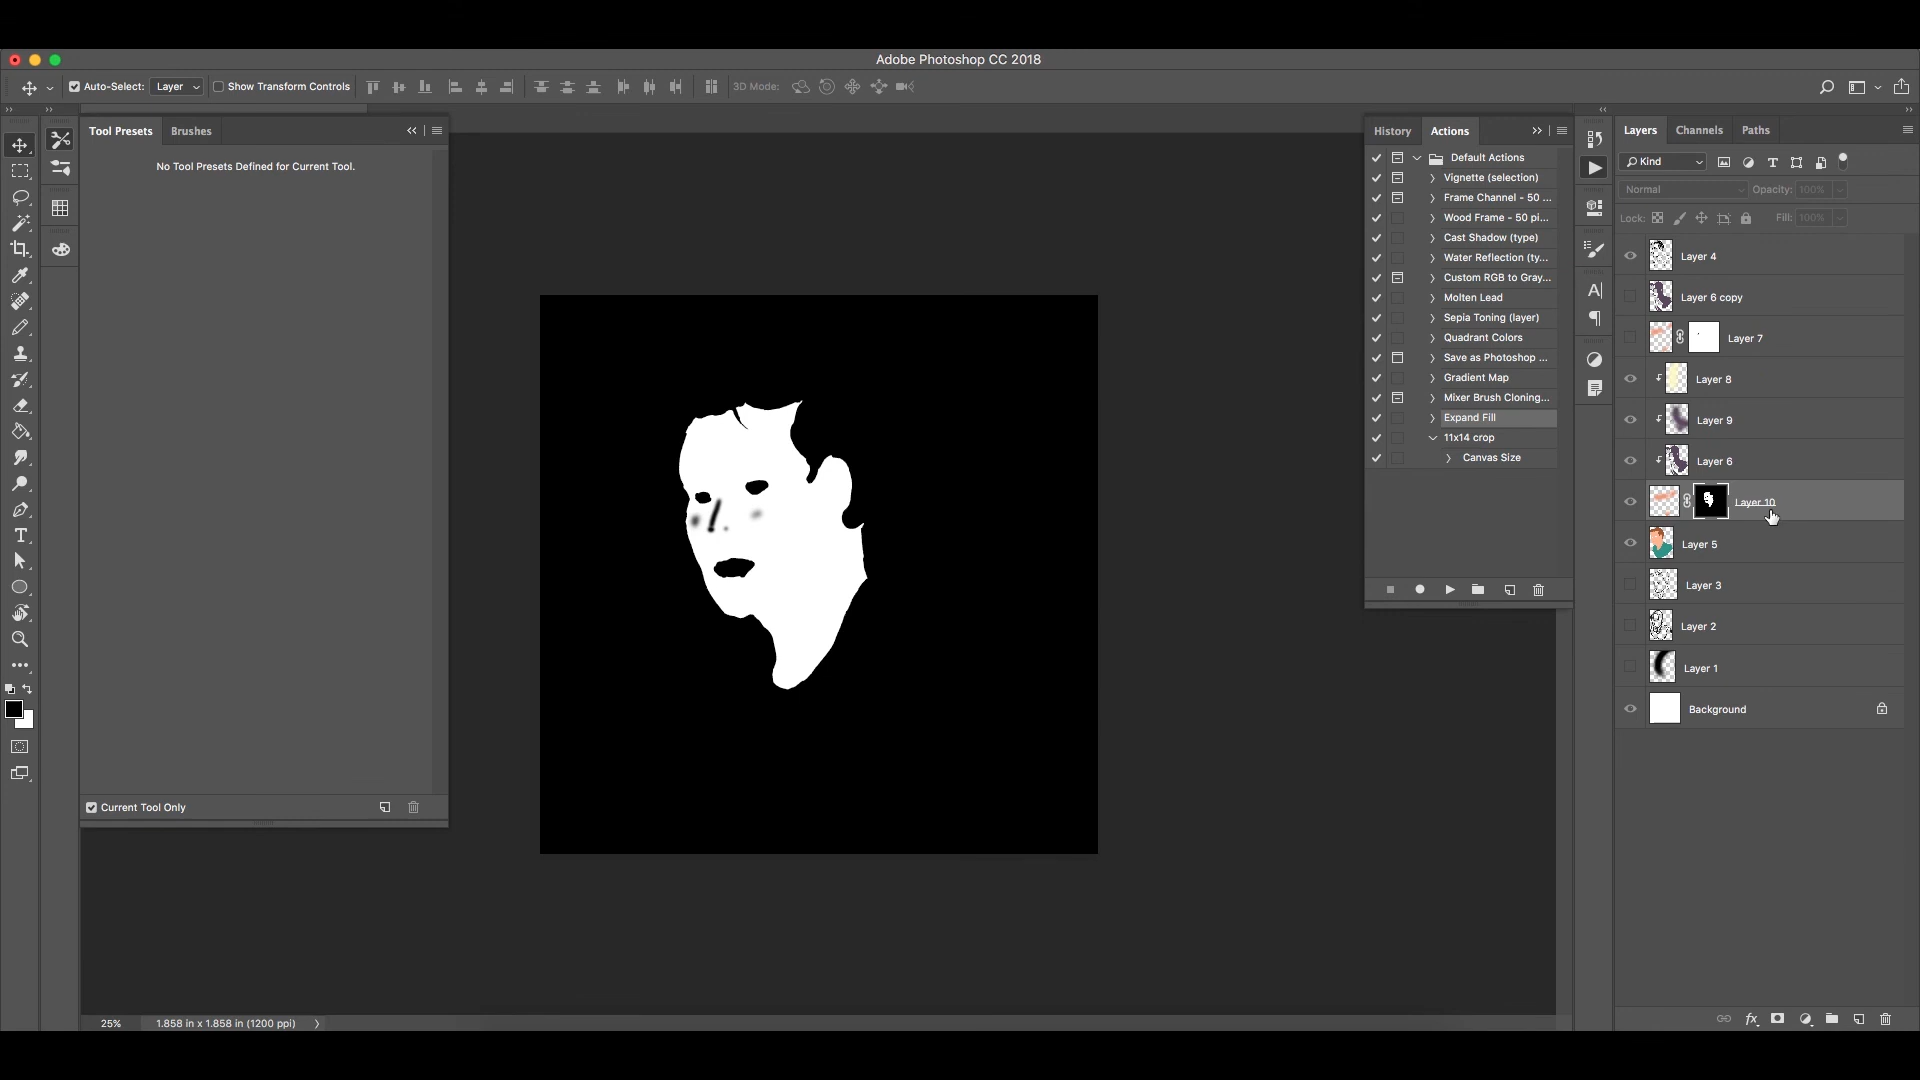 Adobe Photoshop CC 2018
Auto-Select: Layer Show Transform Controls 3D Mode:
Tool Presets Brushes
No Tool Presets Defined for Current Tool.
Current Tool Only
History Actions
Default Actions
Vignette (selection)
Frame Channel - 50 ...
Wood Frame - 50 pi...
Cast Shadow (type)
Water Reflection (ty...
Custom RGB to Gray...
Molten Lead
Sepia Toning (layer)
Quadrant Colors
Save as Photoshop ...
Gradient Map
Mixer Brush Cloning...
Expand Fill
11x14 crop
Canvas Size
Layers Channels Paths
Kind
Normal Opacity: 100%
Lock: Fill: 100%
Layer 4
Layer 6 copy
Layer 7
Layer 8
Layer 9
Layer 6
Layer 10
Layer 5
Layer 3
Layer 2
Layer 1
Background
fx
25% 1.858 in x 1.858 in (1200 ppi)